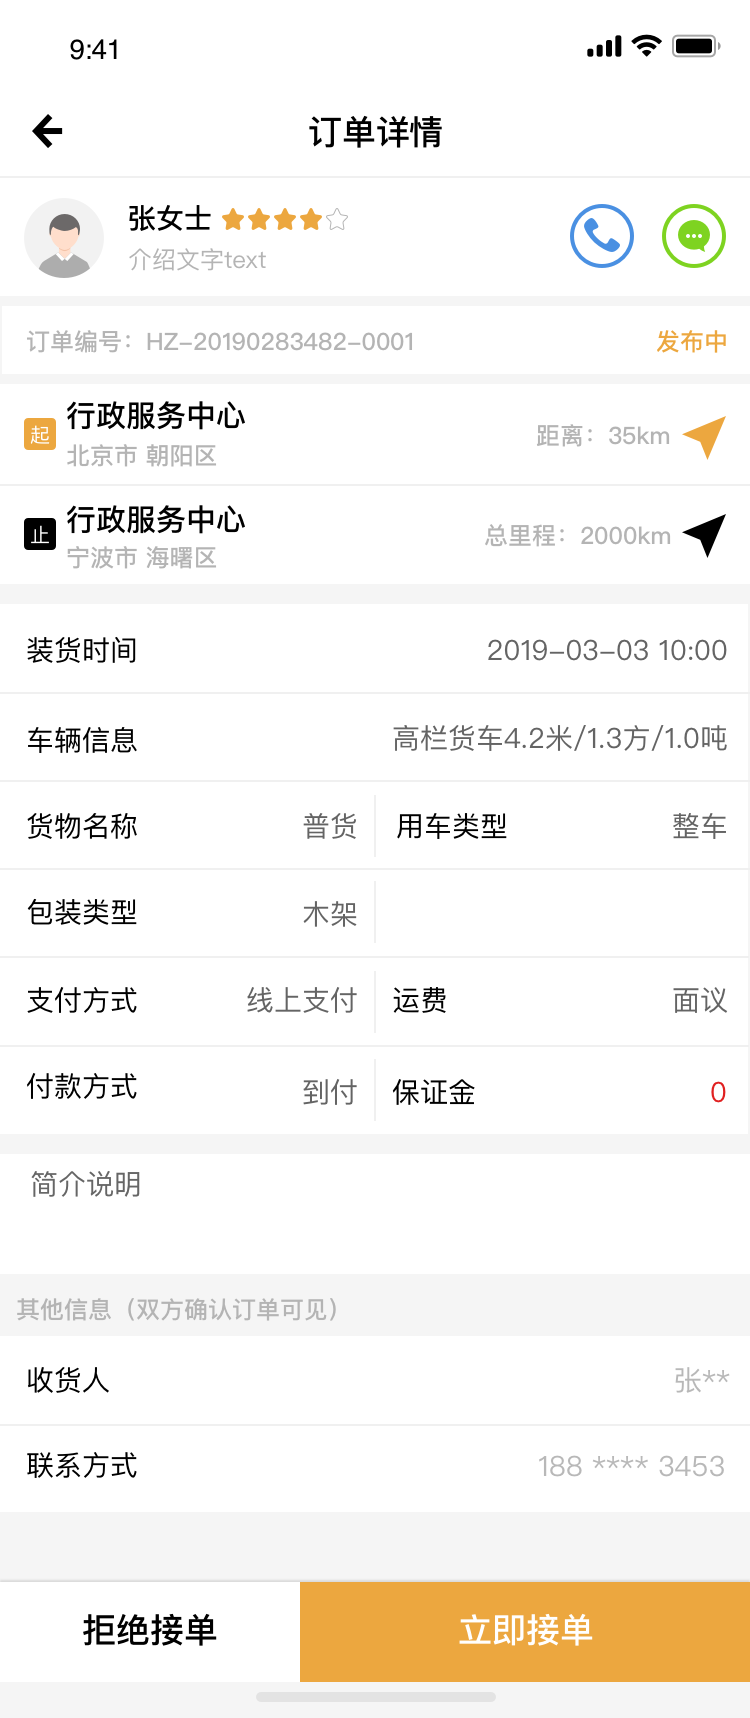 9:41
订单详情
张女士
介绍文字text
订单编号：HZ-20190283482-0001 发布中
起 行政服务中心
北京市 朝阳区
距离：35km
止 行政服务中心
宁波市 海曙区
总里程：2000km
装货时间 2019-03-03 10:00
车辆信息 高栏货车4.2米/1.3方/1.0吨
货物名称 普货 用车类型 整车
包装类型 木架
支付方式 线上支付 运费 面议
付款方式 到付 保证金 0
简介说明
其他信息（双方确认订单可见）
收货人 张**
联系方式 188 **** 3453
拒绝接单 立即接单